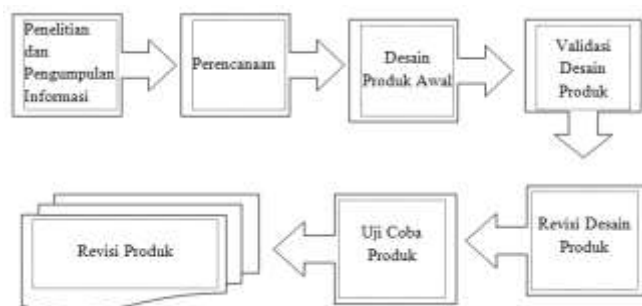 Penelitian
dan
Pengumpulan
Informasi
Perencanaan
Desain
Produk Awal
Validasi
Desain
Produk
Revisi Desain
Produk
Uji Coba
Produk
Revisi Produk